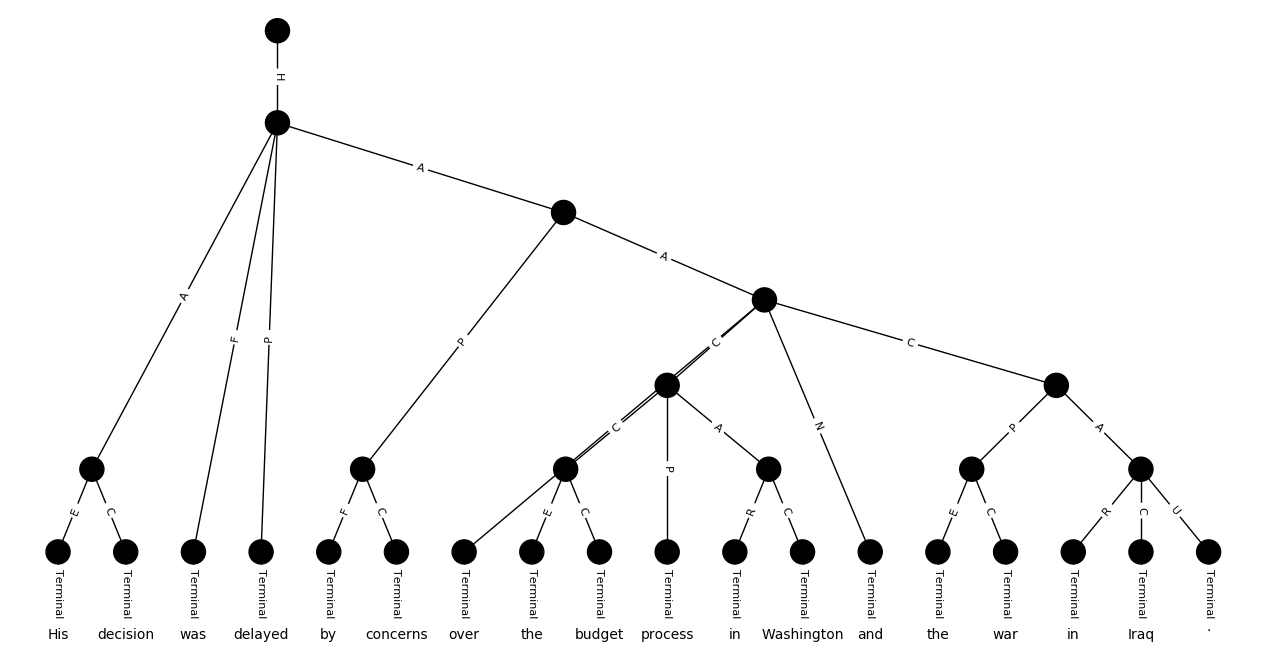 H
A
A
A
F
P
P
C
C
N
C
P
A
P
A
E
C
F
C
E
C
R
C
E
C
R
C
U
Terminal Terminal Terminal Terminal Terminal Terminal Terminal Terminal Terminal Terminal Terminal Terminal Terminal Terminal Terminal Terminal Terminal Terminal
His decision was delayed by concerns over the budget process in Washington and the war in Iraq .